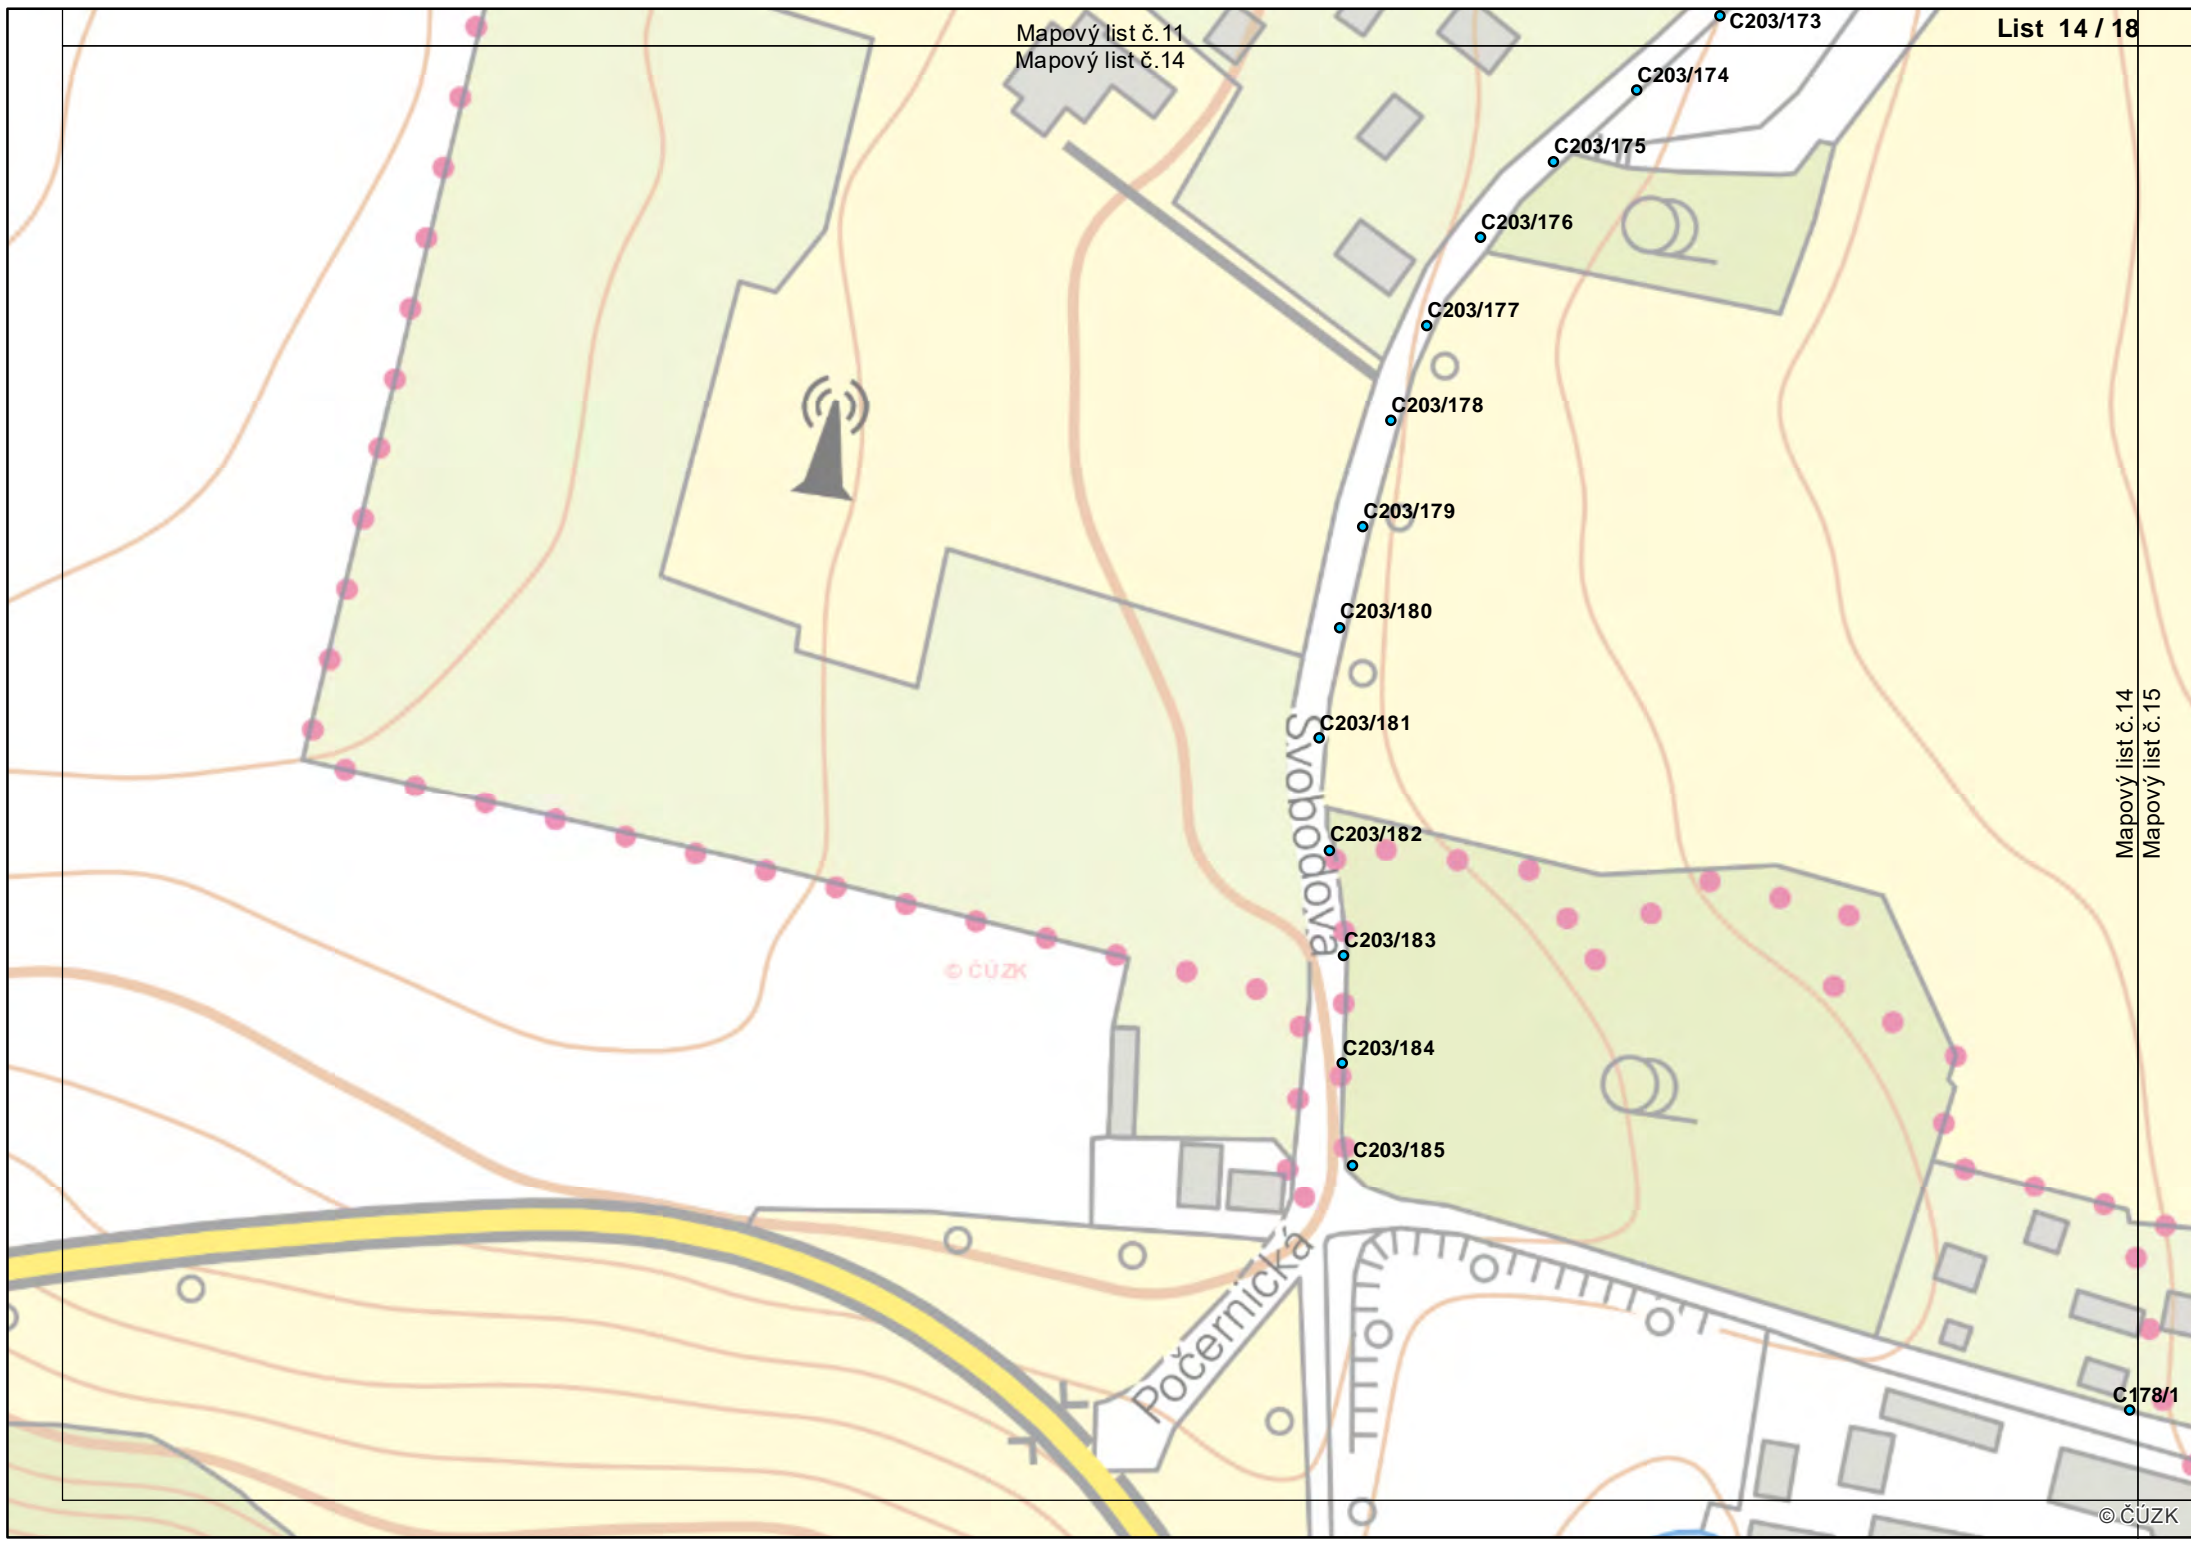 Mapový list č.11
Mapový list č.14
C203/173
List 14 / 18
C203/174
C203/175
C203/176
C203/177
C203/178
C203/179
C203/180
C203/181
Svobodova
Mapový list č.14
Mapový list č.15
C203/182
C203/183
© ČÚZK
C203/184
C203/185
Počernická
C178/1
© ČÚZK